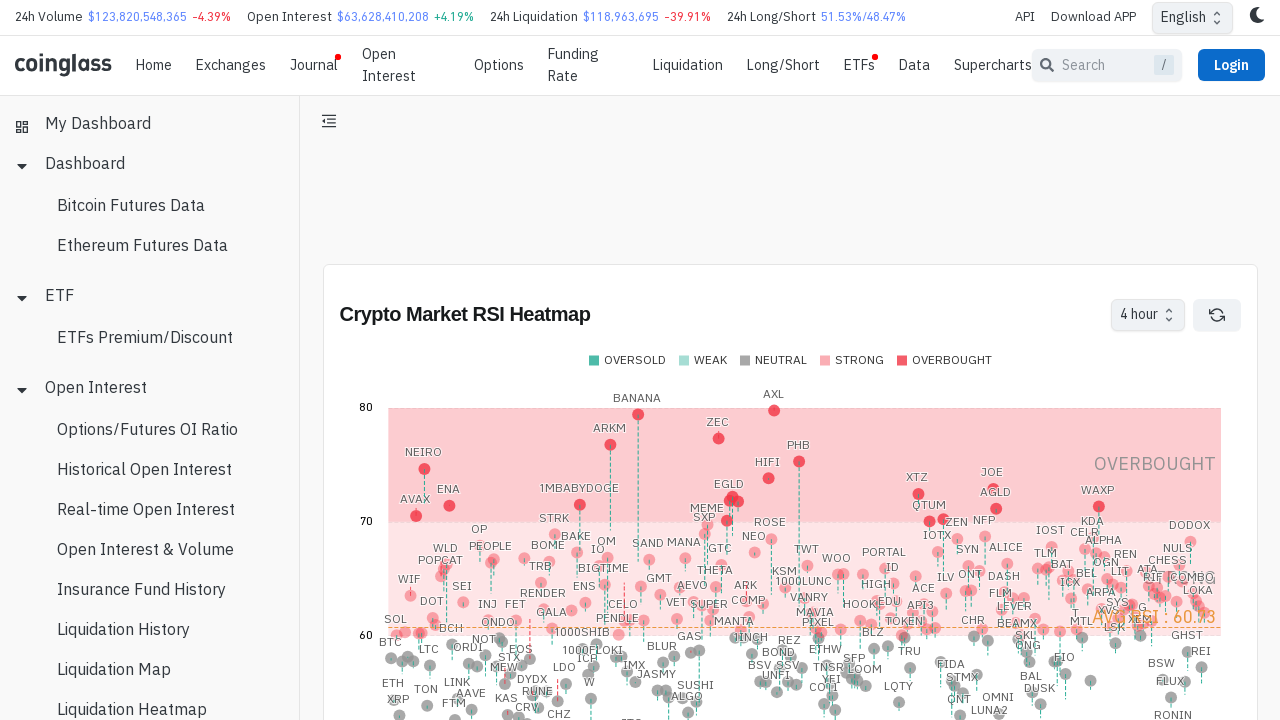 24h Volume $123,820,548,365 -4.39% Open Interest $63,628,410,208 +4.19% 24h Liquidation $118,963,695 -39.91% 24h Long/Short 51.53%/48.47% API Download APP English
coinglass Home Exchanges Journal Open Interest Options Funding Rate Liquidation Long/Short ETFs Data Supercharts Search / Login
My Dashboard
Dashboard
Bitcoin Futures Data
Ethereum Futures Data
ETF
ETFs Premium/Discount
Open Interest
Options/Futures OI Ratio
Historical Open Interest
Real-time Open Interest
Open Interest & Volume
Insurance Fund History
Liquidation History
Liquidation Map
Liquidation Heatmap
Crypto Market RSI Heatmap 4 hour
OVERSOLD WEAK NEUTRAL STRONG OVERBOUGHT
AXL
BANANA
80
ZEC
ARKM
PHB
NEIRO
HIFI
OVERBOUGHT
JOE
XTZ
EGLD
ENA 1MBABYDOGE
AGLD WAXP
AVAX
MEME QTUM
70 STRK SXP ROSE ZEN NFP KDA
OP BAKE NEO IOTX IOST CELR DODOX
WLD PEOPLE BOME IO OM SAND MANA GTC TWT PORTAL SYN ALICE TLM ALPHA NULS
POPCAT TRB BIGTIME THETA KSM WOO ID BAT OGN REN CHESS
WIF SEI RENDER ENS GMT AEVO ARK 1000LUNC HIGH ACE ILV ONT DASH ICX BEL LIT ATA RIF COMBO
DOT INJ FET GALA CELO VET SUPER COMP VANRY HOOK EDU API3 FLM LEVER ARPA SYS LOKA
SOL ONDO PENDLE MANTA MAVIA PIXEL TOKEN CHR BEAMX MTL Avg RSI : 60.93
60 BCH 1000SHIB GAS 1INCH BLZ SKL LSK GHST
BTC LTC ORDI NOT EOS 1000FLOKI BLUR REZ ETHW TRU ONG REI
STX ICP BOND SFP FIDA FIO BSW
ETH LINK MEW LDO IMX JASMY BSV SSV TNSR LOOM STMX BAL FLUX
TON DYDX W SUSHI UNFI YFI LQTY DUSK
XRP FTM AAVE KAS RUNE ALGO QNT OMNI
CRV CHZ LUNA2 RONIN